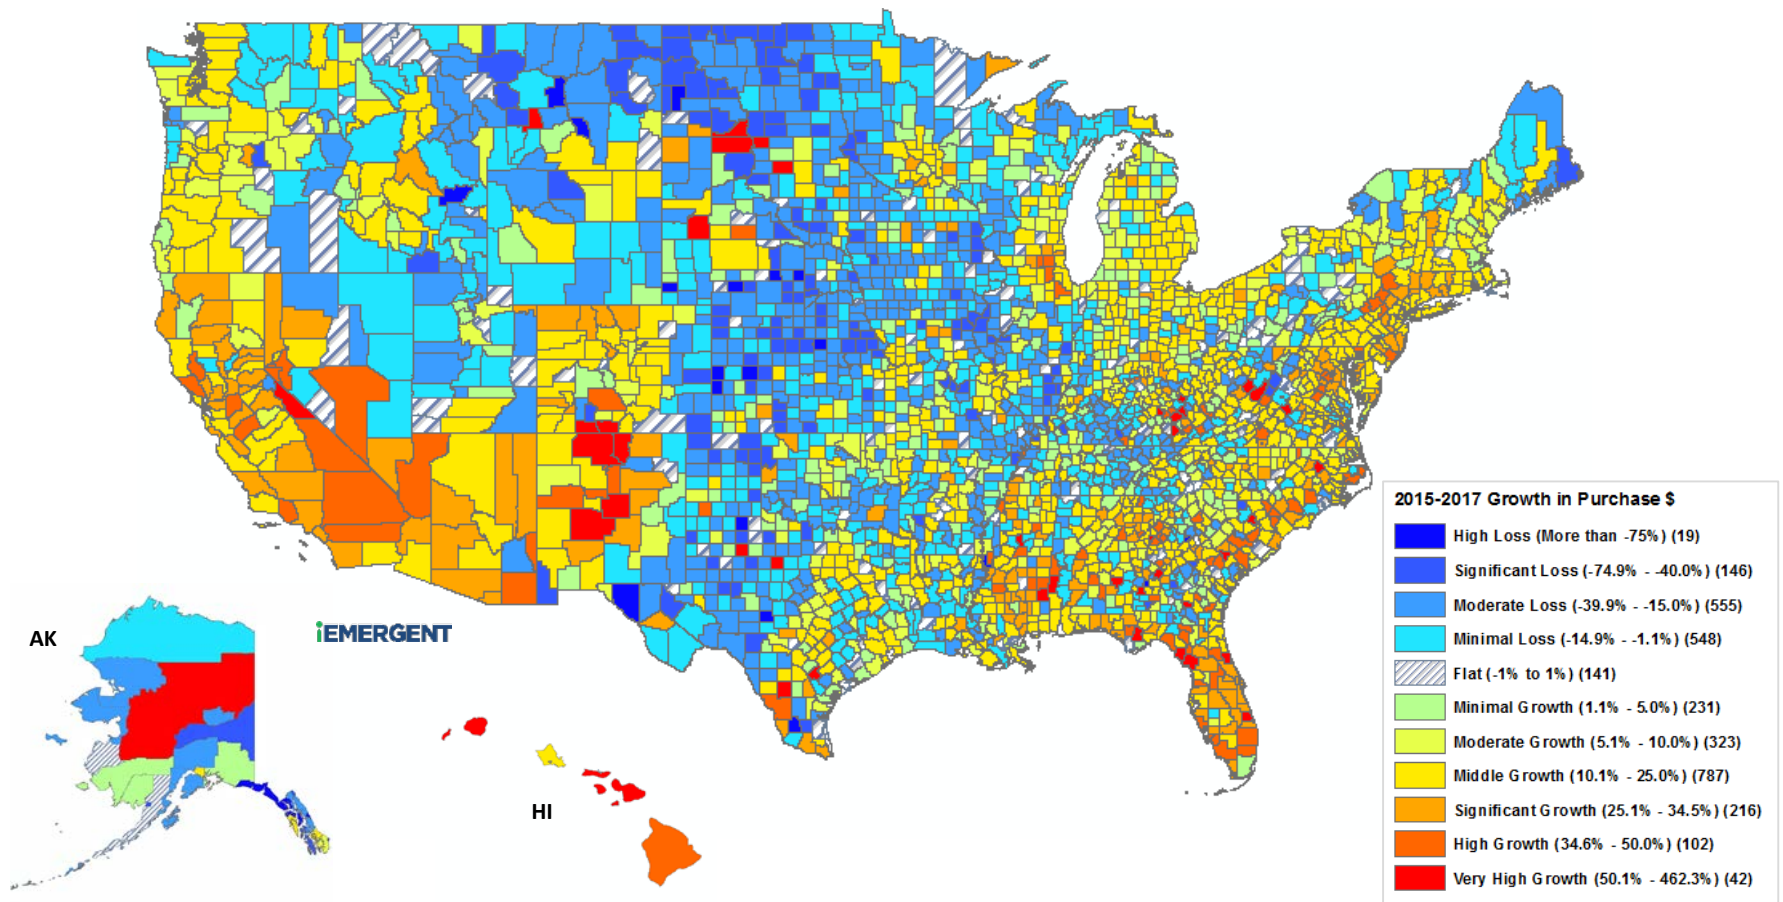 AK
iEMERGENT
HI
2015-2017 Growth in Purchase $
High Loss (More than -75%) (19)
Significant Loss (-74.9% - -40.0%) (146)
Moderate Loss (-39.9% - -15.0%) (555)
Minimal Loss (-14.9% - -1.1%) (548)
Flat (-1% to 1%) (141)
Minimal Growth (1.1% - 5.0%) (231)
Moderate Growth (5.1% - 10.0%) (323)
Middle Growth (10.1% - 25.0%) (787)
Significant Growth (25.1% - 34.5%) (216)
High Growth (34.6% - 50.0%) (102)
Very High Growth (50.1% - 462.3%) (42)